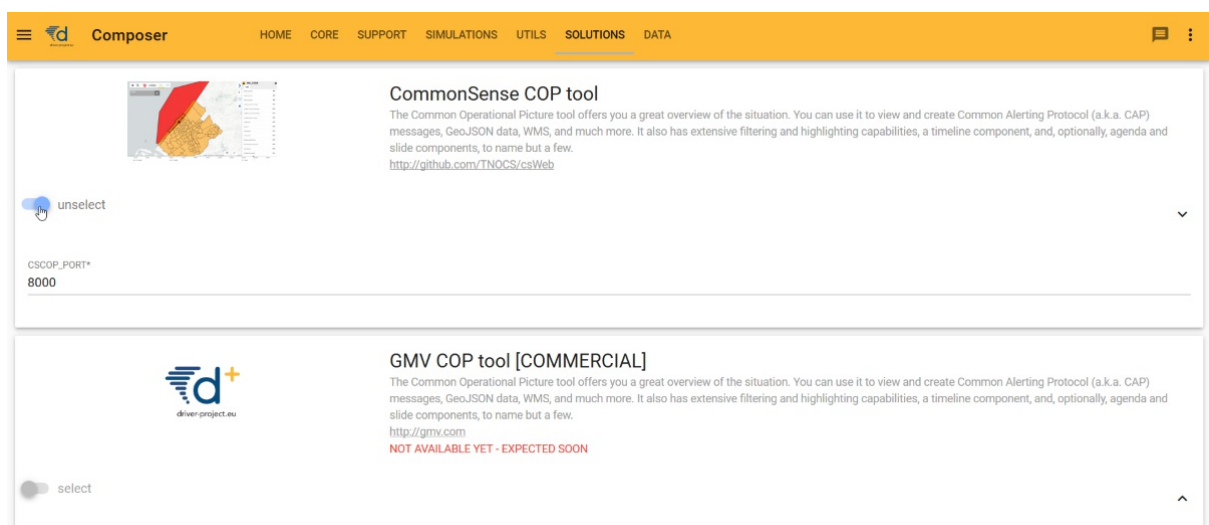 d
Composer
HOME CORE SUPPORT SIMULATIONS UTILS SOLUTIONS DATA
CommonSense COP tool
The Common Operational Picture tool offers you a great overview of the situation. You can use it to view and create Common Alerting Protocol (a.k.a. CAP)
messages, GeoJSON data, WMS, and much more. It also has extensive filtering and highlighting capabilities, a timeline component, and, optionally, agenda and
slide components, to name but a few.
http://github.com/TNOCS/csWeb
unselect
CSCOP_PORT*
8000
d+
driver-project.eu
GMV COP tool [COMMERCIAL]
The Common Operational Picture tool offers you a great overview of the situation. You can use it to view and create Common Alerting Protocol (a.k.a. CAP)
messages, GeoJSON data, WMS, and much more. It also has extensive filtering and highlighting capabilities, a timeline component, and, optionally, agenda and
slide components, to name but a few.
http://gmv.com
NOT AVAILABLE YET - EXPECTED SOON
select